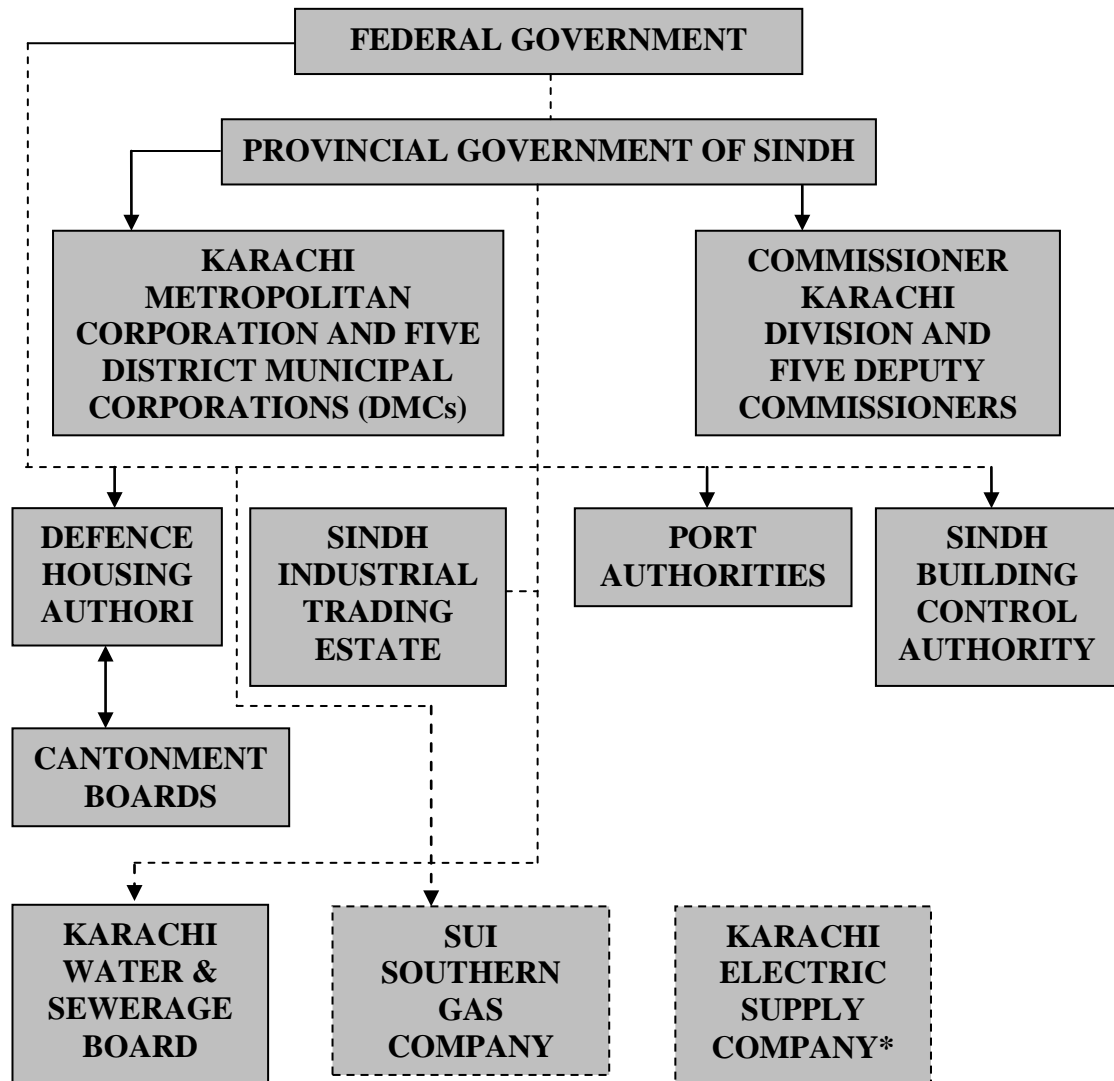 FEDERAL GOVERNMENT
PROVINCIAL GOVERNMENT OF SINDH
KARACHI
METROPOLITAN
CORPORATION AND FIVE
DISTRICT MUNICIPAL
CORPORATIONS (DMCs)
COMMISSIONER
KARACHI
DIVISION AND
FIVE DEPUTY
COMMISSIONERS
DEFENCE
HOUSING
AUTHORI
SINDH
INDUSTRIAL
TRADING
ESTATE
PORT
AUTHORITIES
SINDH
BUILDING
CONTROL
AUTHORITY
CANTONMENT
BOARDS
KARACHI
WATER &
SEWERAGE
BOARD
SUI
SOUTHERN
GAS
COMPANY
KARACHI
ELECTRIC
SUPPLY
COMPANY*